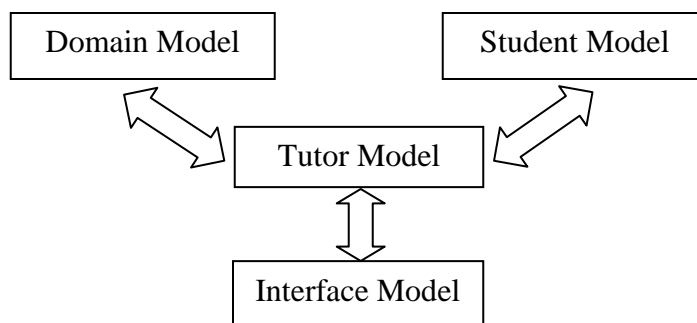 Domain Model
Student Model
Tutor Model
Interface Model